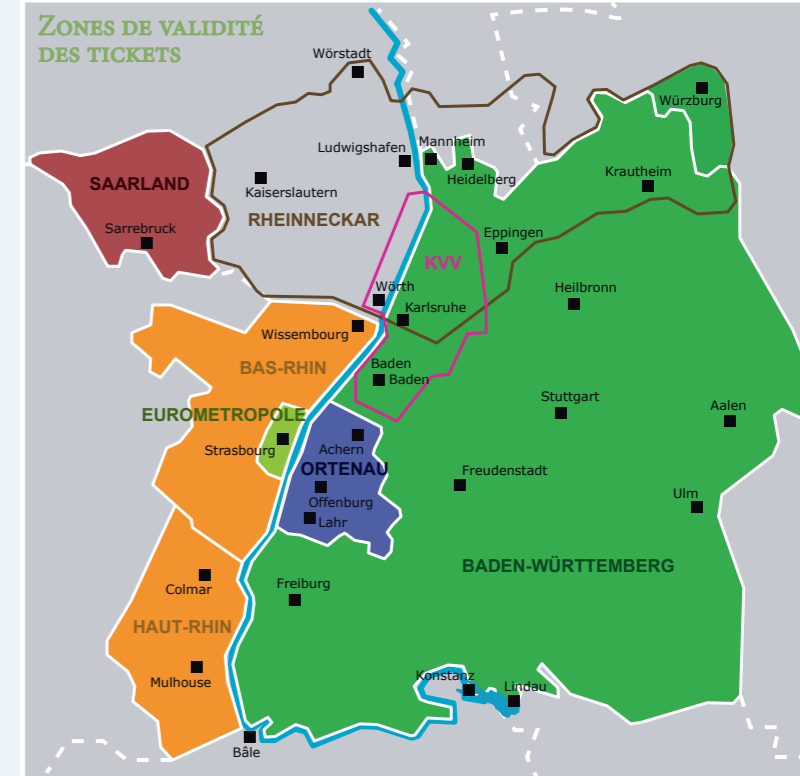 ZONES DE VALIDITÉ
DES TICKETS
Wörstadt
Würzburg
Ludwigshafen
Mannheim
Heidelberg
Krautheim
SAARLAND
Kaiserslautern
RHEINNECKAR
Sarrebruck
Eppingen
KVV
Wörth
Heilbronn
Karlsruhe
Wissembourg
BAS-RHIN
Baden
Baden
Stuttgart
Aalen
EUROMETROPOLE
Strasbourg
Achern
ORTENAU
Freudenstadt
Offenburg
Ulm
Lahr
BADEN-WÜRTTEMBERG
Colmar
Freiburg
HAUT-RHIN
Mulhouse
Konstanz
Lindau
Bâle